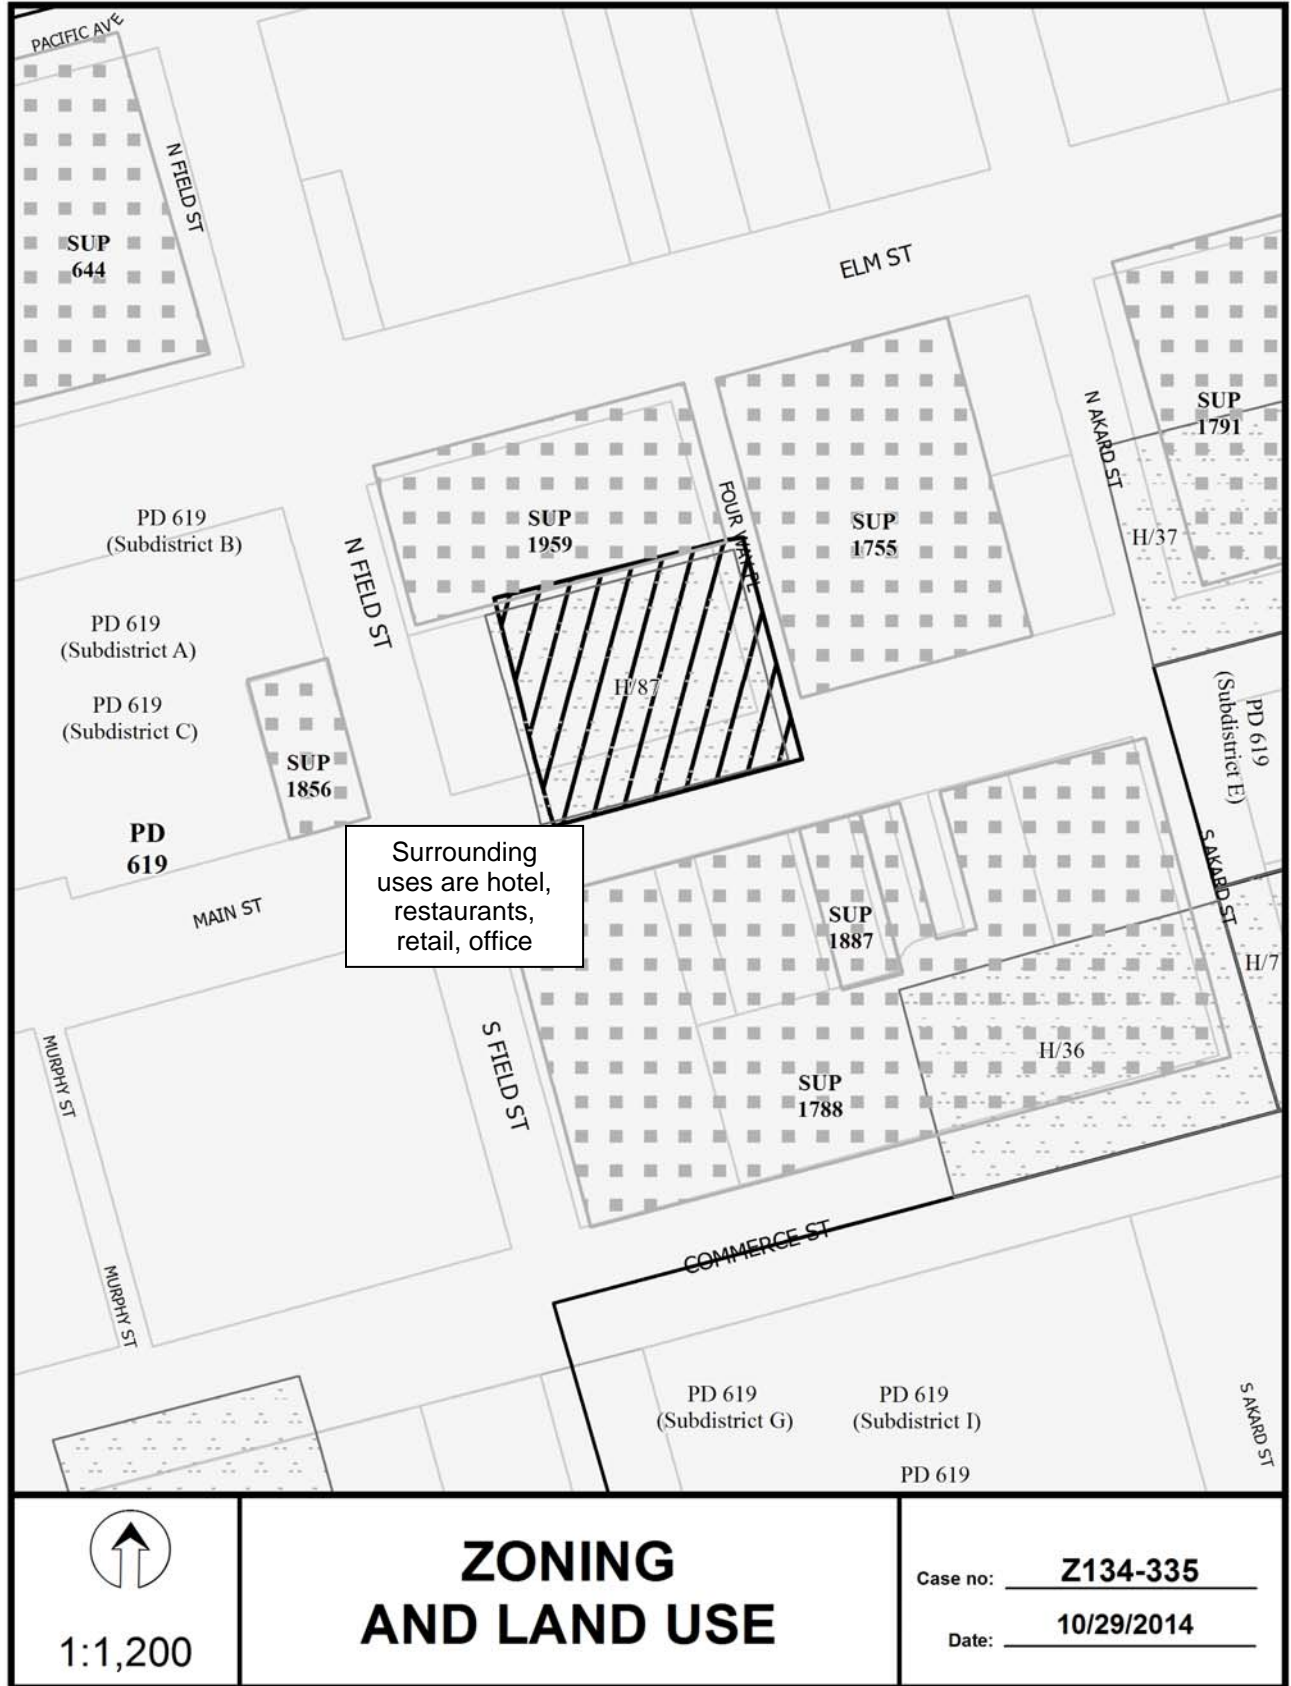 PACIFIC AVE
N FIELD ST
SUP
644
ELM ST
N AKARD ST
SUP
1791
H/37
PD 619
(Subdistrict B)
N FIELD ST
SUP
1959
FOUR WAY PL
SUP
1755
PD 619
(Subdistrict A)
PD 619
(Subdistrict C)
H/87
SUP
1856
PD
619
PD 619
(Subdistrict E)
Surrounding
uses are hotel,
restaurants,
retail, office
MAIN ST
SUP
1887
S AKARD ST
H/7
S FIELD ST
MURPHY ST
H/36
SUP
1788
COMMERCE ST
MURPHY ST
PD 619
(Subdistrict G)
PD 619
(Subdistrict I)
PD 619
S AKARD ST
1:1,200
ZONING
AND LAND USE
Case no: Z134-335
Date: 10/29/2014